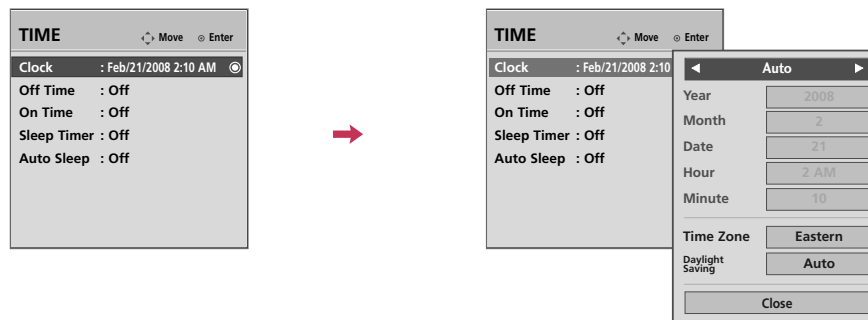 TIME
Move Enter
Clock : Feb/21/2008 2:10 AM
Off Time : Off
On Time : Off
Sleep Timer : Off
Auto Sleep : Off
TIME
Move Enter
Clock : Feb/21/2008 2:10
Off Time : Off
On Time : Off
Sleep Timer : Off
Auto Sleep : Off
Auto
Year 2008
Month 2
Date 21
Hour 2 AM
Minute 10
Time Zone Eastern
Daylight
Saving
Auto
Close